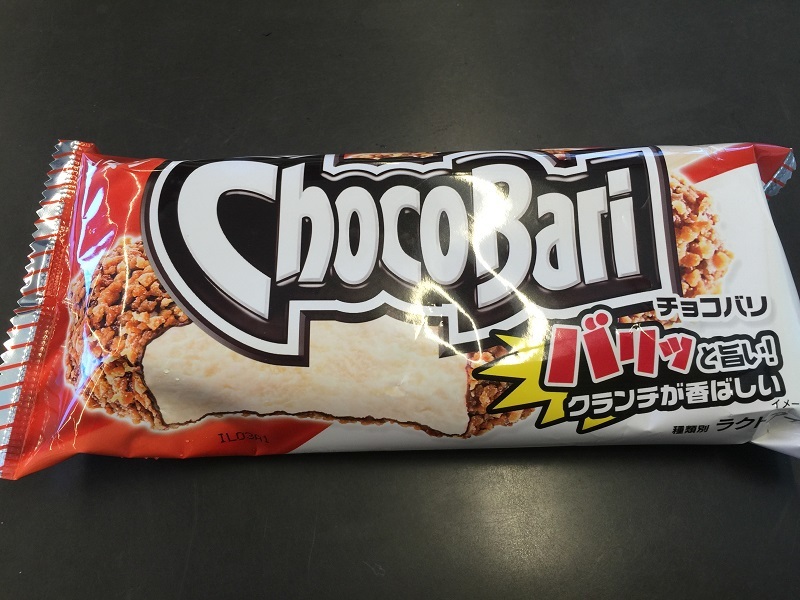 ChocoBari
チョコバリ
バリッと旨い!
クランチが香ばしい
イメー
種類別 ラクト
IL03A1